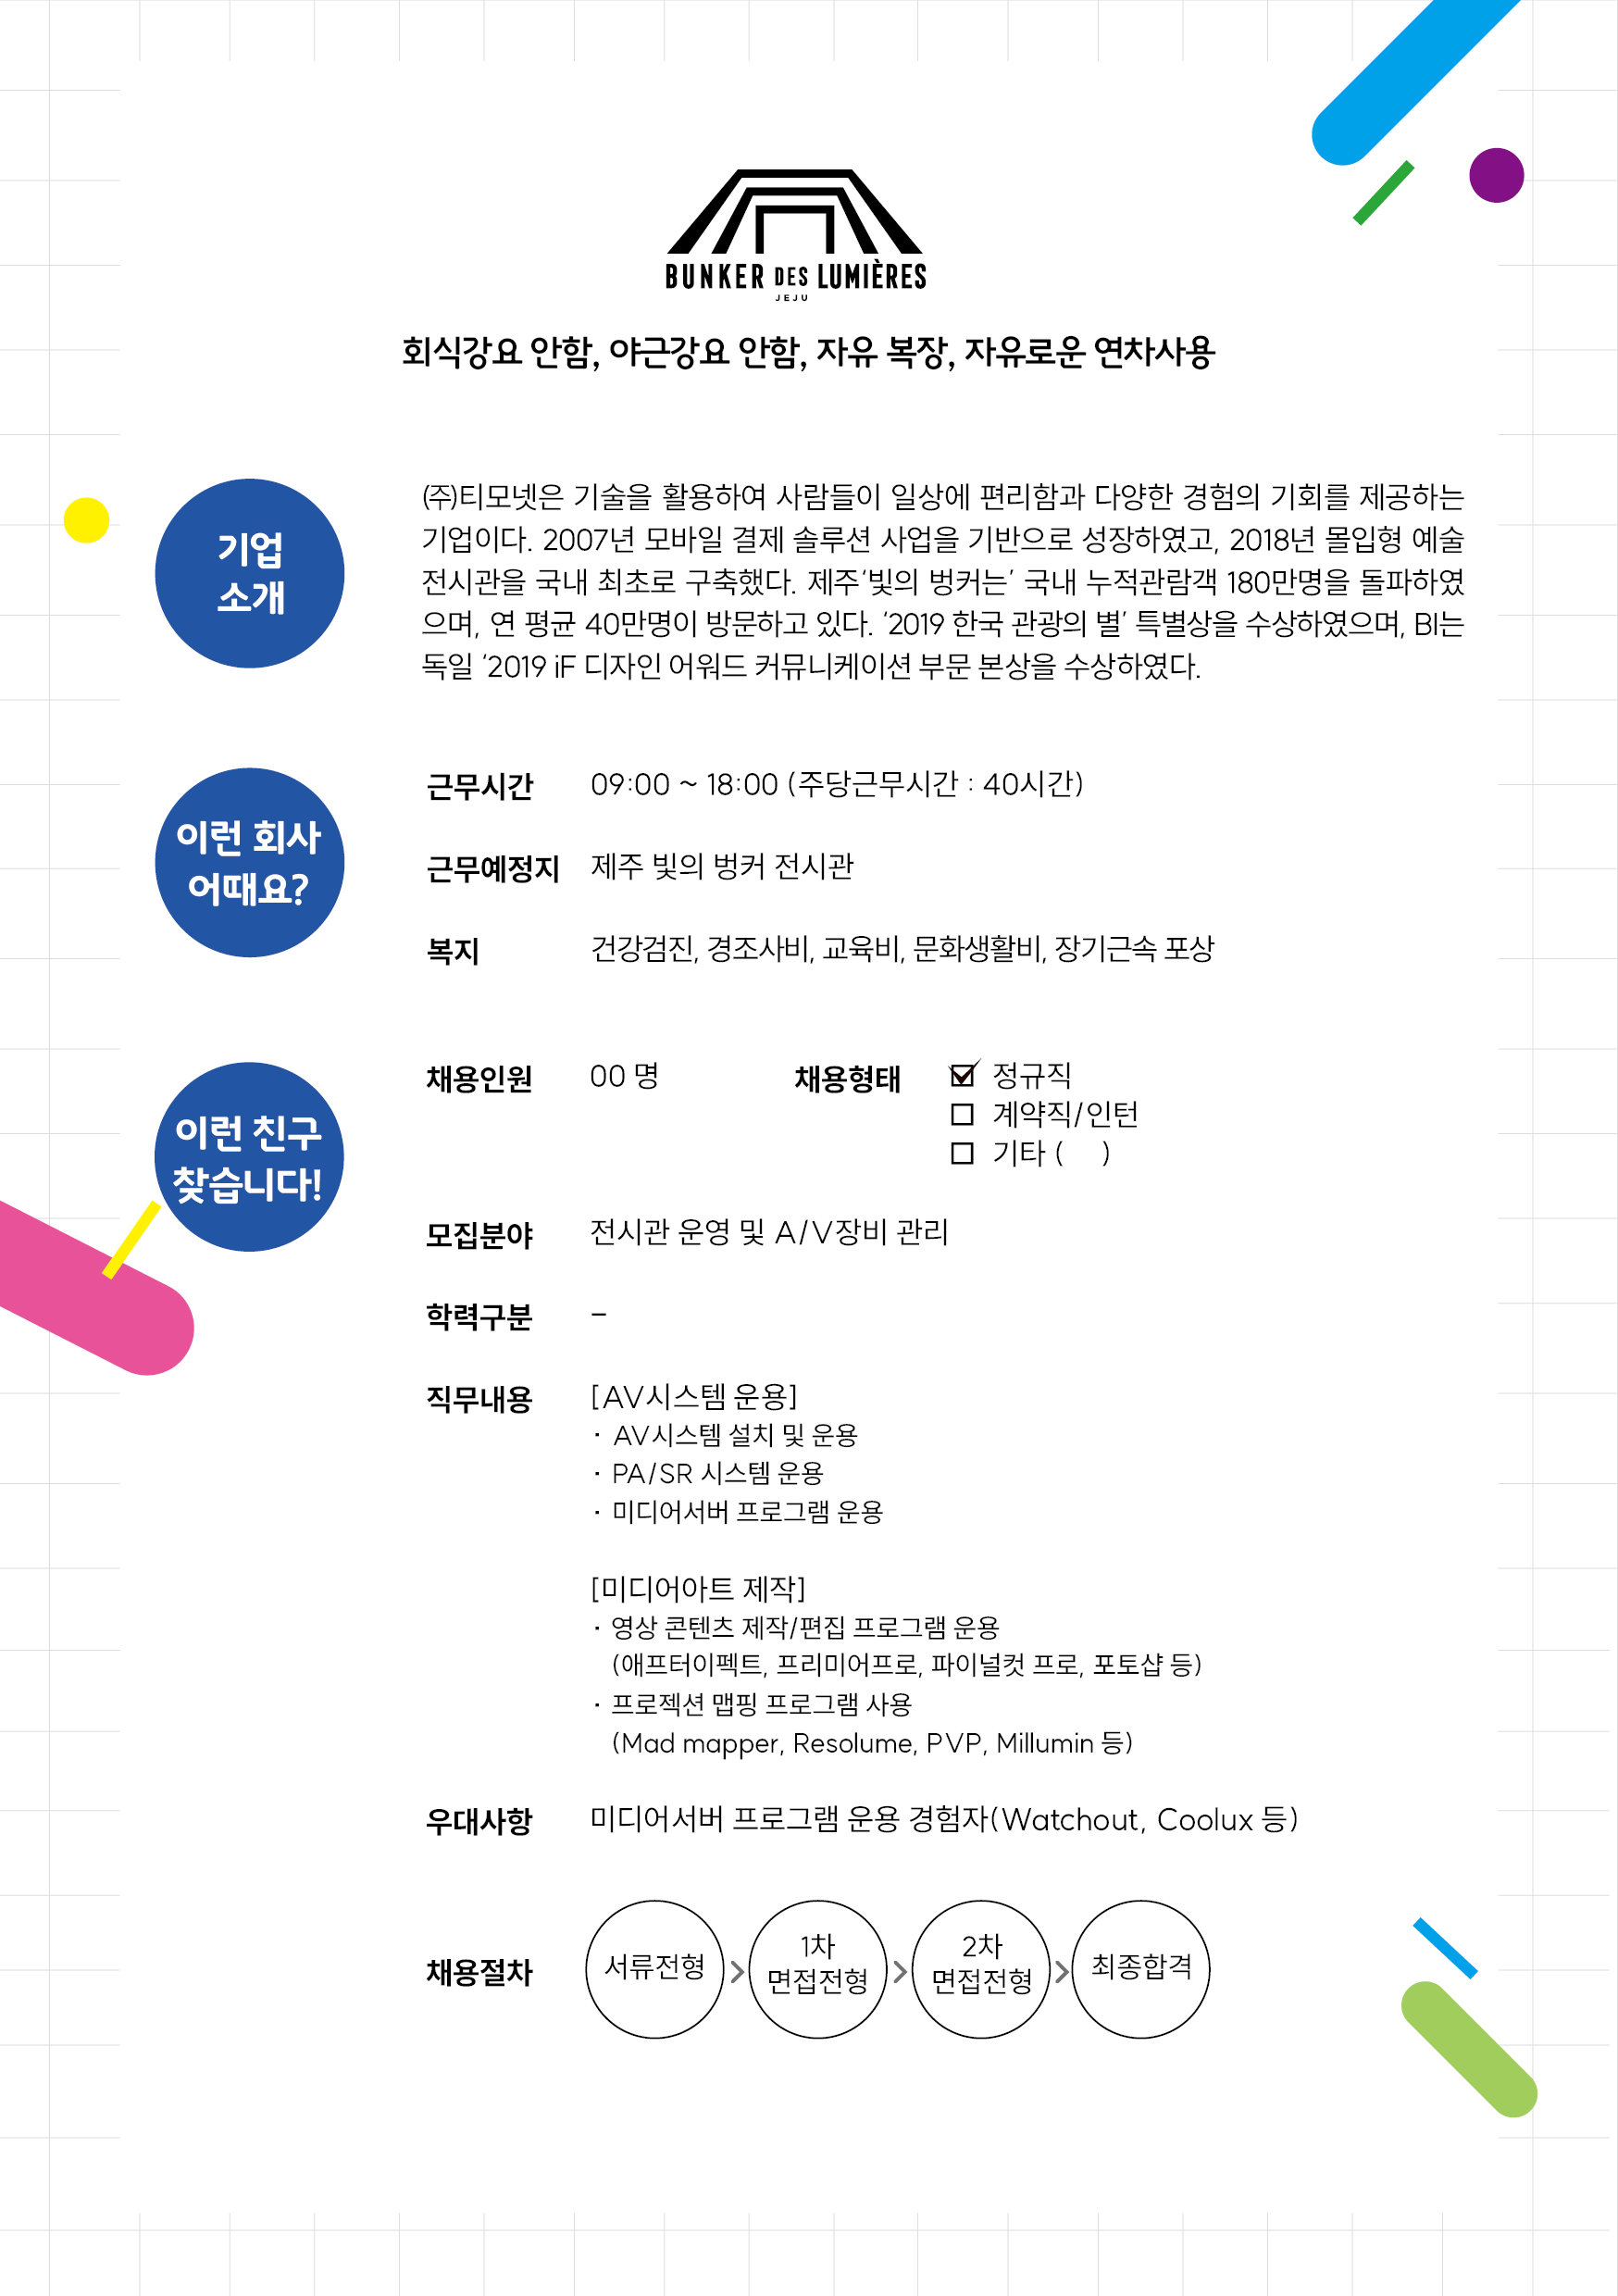 BUNKER DES LUMIÈRES
JEJU
회식강요 안함, 야근강요 안함, 자유 복장, 자유로운 연차사용
기업
소개
(주)티모넷은 기술을 활용하여 사람들이 일상에 편리함과 다양한 경험의 기회를 제공하는
기업이다. 2007년 모바일 결제 솔루션 사업을 기반으로 성장하였고, 2018년 몰입형 예술
전시관을 국내 최초로 구축했다. 제주‘빛의 벙커는’ 국내 누적관람객 180만명을 돌파하였
으며, 연 평균 40만명이 방문하고 있다. ‘2019 한국 관광의 별’ 특별상을 수상하였으며, BI는
독일 ‘2019 iF 디자인 어워드 커뮤니케이션 부문 본상을 수상하였다.
이런 회사
어때요?
근무시간 09:00 ~ 18:00 (주당근무시간 : 40시간)
근무예정지 제주 빛의 벙커 전시관
복지 건강검진, 경조사비, 교육비, 문화생활비, 장기근속 포상
이런 친구
찾습니다!
채용인원 00 명 채용형태 ☑ 정규직
☐ 계약직/인턴
☐ 기타 ( )
모집분야 전시관 운영 및 A/V장비 관리
학력구분 –
직무내용 [AV시스템 운용]
· AV시스템 설치 및 운용
· PA/SR 시스템 운용
· 미디어서버 프로그램 운용
[미디어아트 제작]
· 영상 콘텐츠 제작/편집 프로그램 운용
(애프터이펙트, 프리미어프로, 파이널컷 프로, 포토샵 등)
· 프로젝션 맵핑 프로그램 사용
(Mad mapper, Resolume, PVP, Millumin 등)
우대사항 미디어서버 프로그램 운용 경험자(Watchout, Coolux 등)
채용절차
서류전형
>
1차
면접전형
>
2차
면접전형
>
최종합격